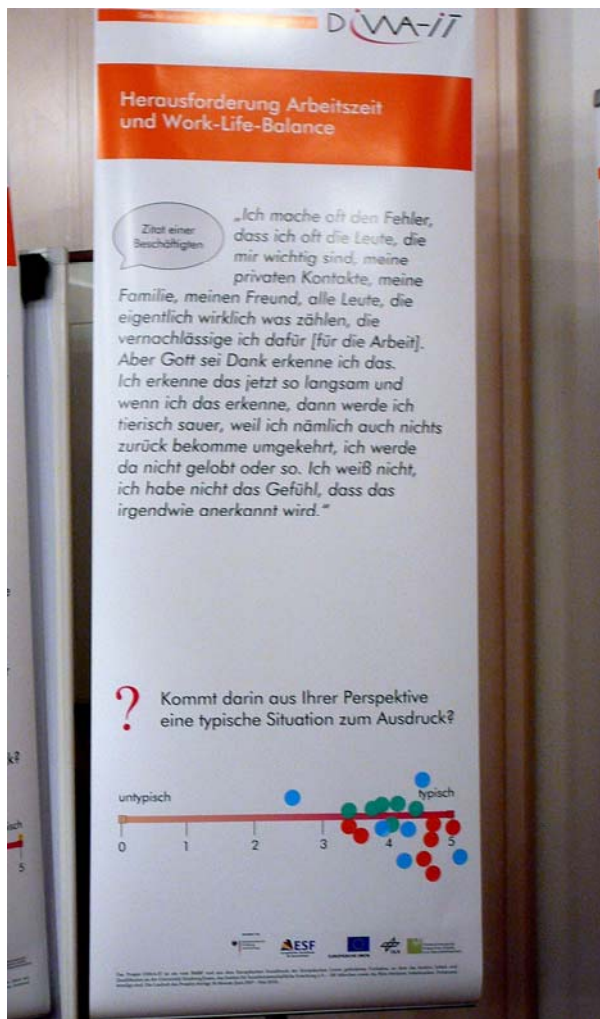 DIWA-IT
Herausforderung Arbeitszeit
und Work-Life-Balance
Zitat einer
Beschäftigten
„Ich mache oft den Fehler,
dass ich oft die Leute, die
mir wichtig sind, meine
privaten Kontakte, meine
Familie, meinen Freund, alle Leute, die
eigentlich wirklich was zählen, die
vernachlässige ich dafür [für die Arbeit].
Aber Gott sei Dank erkenne ich das.
Ich erkenne das jetzt so langsam und
wenn ich das erkenne, dann werde ich
tierisch sauer, weil ich nämlich auch nichts
zurück bekomme umgekehrt, ich werde
da nicht gelobt oder so. Ich weiß nicht,
ich habe nicht das Gefühl, dass das
irgendwie anerkannt wird.“
? Kommt darin aus Ihrer Perspektive
eine typische Situation zum Ausdruck?
untypisch typisch
0 1 2 3 4 5
ESF
DLR
5